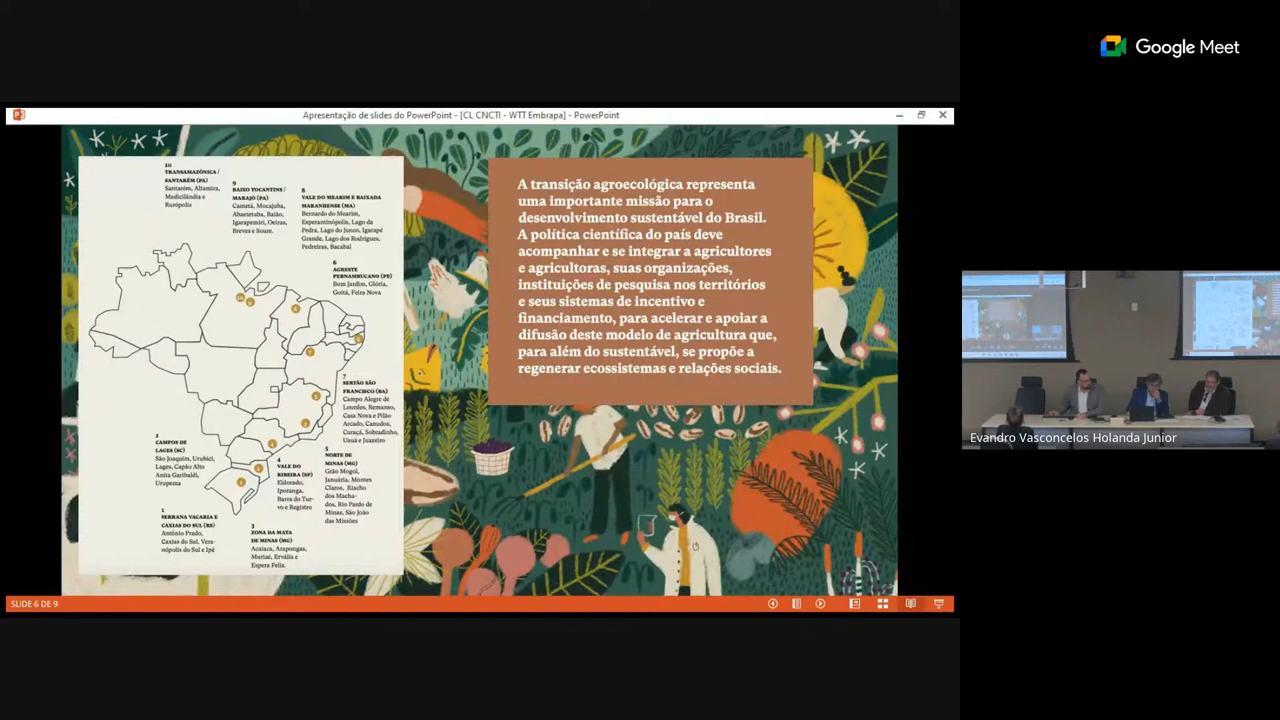 Google Meet
Apresentação de slides do PowerPoint - [CL CNCTI - WTT Embrapa] - PowerPoint
10
TRANSAMAZÔNICA /
SANTARÉM (PA)
Santarém, Altamira,
Medicilândia e
Rurópolis
9
BAIXO TOCANTINS /
MARAJÓ (PA)
Cametá, Mocajuba,
Abaetetuba, Baião,
Igarapemiri, Oeiras,
Breves e Soure.
8
VALE DO MEARIM E BAIXADA
MARANHENSE (MA)
Bernardo do Mearim,
Esperantinópolis, Lago da
Pedra, Lago do Junco, Igarapé
Grande, Lago dos Rodrigues,
Pedreiras, Bacabal
6
AGRESTE
PERNAMBUCANO (PE)
Bom Jardim, Glória,
Goitá, Feira Nova
7
SERTÃO SÃO
FRANCISCO (BA)
Campo Alegre de
Lourdes, Remanso,
Casa Nova e Pilão
Arcado, Canudos,
Curaçá, Sobradinho,
Uauá e Juazeiro
2
CAMPOS DE
LAGES (SC)
São Joaquim, Urubici,
Lages, Capão Alto
Anita Garibaldi,
Urupema
4
VALE DO
RIBEIRA (SP)
Eldorado,
Iporanga,
Barra do Tur-
vo e Registro
5
NORTE DE
MINAS (MG)
Grão Mogol,
Januária, Montes
Claros, Riacho
dos Macha-
dos, Rio Pardo de
Minas, São João
das Missões
1
SERRANA VACARIA E
CAXIAS DO SUL (RS)
Antônio Prado,
Caxias do Sul, Vera-
nópolis do Sul e Ipê
3
ZONA DA MATA
DE MINAS (MG)
Acaiaca, Araponga,
Muriaé, Ervália e
Espera Feliz.
A transição agroecológica representa
uma importante missão para o
desenvolvimento sustentável do Brasil.
A política científica do país deve
acompanhar e se integrar a agricultores
e agricultoras, suas organizações,
instituições de pesquisa nos territórios
e seus sistemas de incentivo e
financiamento, para acelerar e apoiar a
difusão deste modelo de agricultura que,
para além do sustentável, se propõe a
regenerar ecossistemas e relações sociais.
Evandro Vasconcelos Holanda Junior
SLIDE 6 DE 9